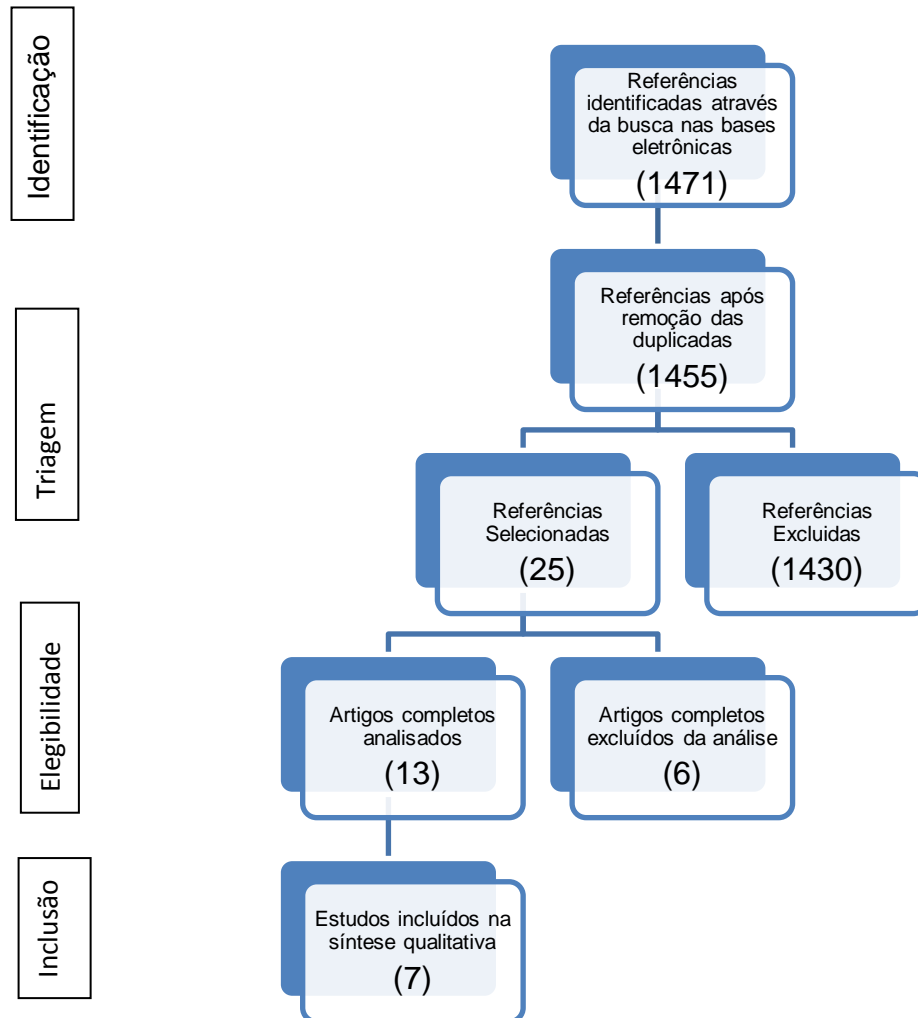 Identificação
Referências
identificadas através
da busca nas bases
eletrônicas
(1471)
Triagem
Referências após
remoção das
duplicadas
(1455)
Referências
Selecionadas
(25)
Referências
Excluidas
(1430)
Elegibilidade
Artigos completos
analisados
(13)
Artigos completos
excluídos da análise
(6)
Inclusão
Estudos incluídos na
síntese qualitativa
(7)